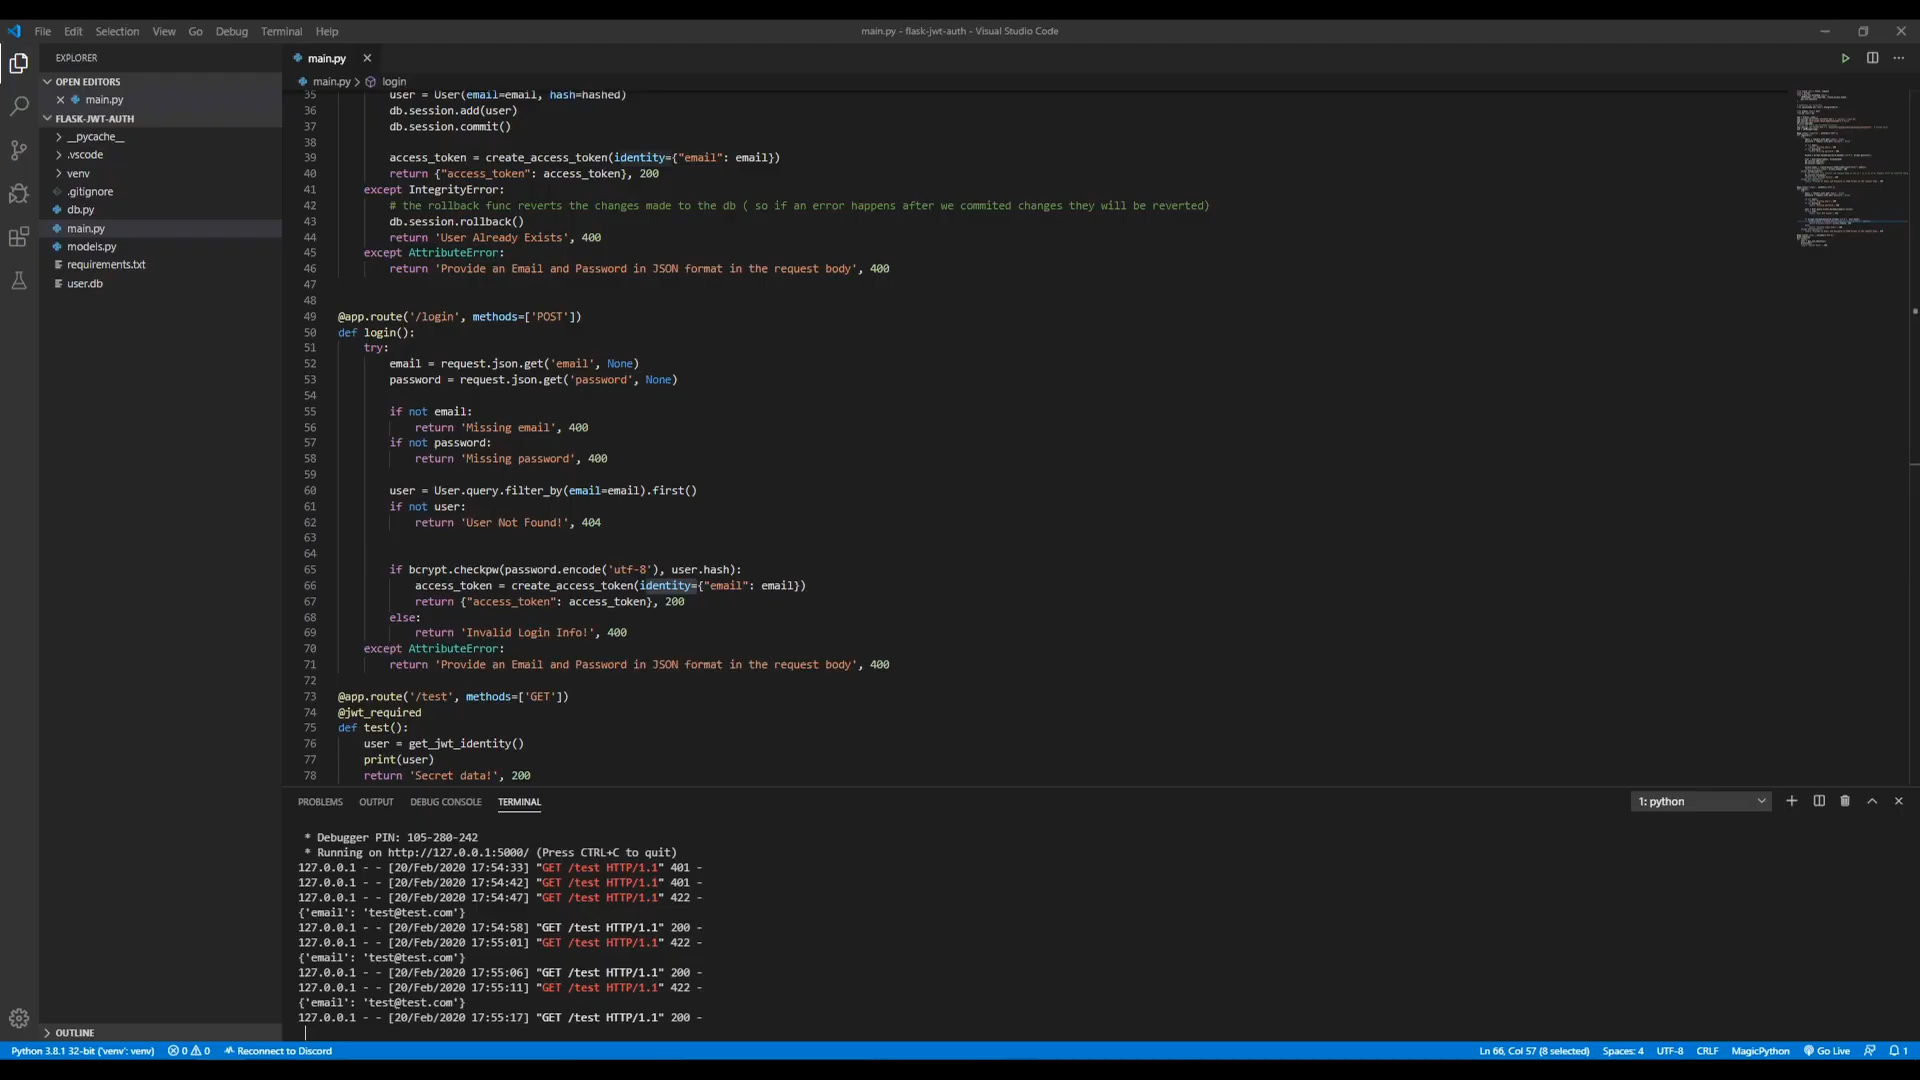 File Edit Selection View Go Debug Terminal Help
main.py - flask-jwt-auth - Visual Studio Code
EXPLORER
OPEN EDITORS
main.py
FLASK-JWT-AUTH
__pycache__
.vscode
venv
.gitignore
db.py
main.py
models.py
requirements.txt
user.db
OUTLINE
main.py
main.py > login
35 user = User(email=email, hash=hashed)
36 db.session.add(user)
37 db.session.commit()
38
39 access_token = create_access_token(identity={"email": email})
40 return {"access_token": access_token}, 200
41 except IntegrityError:
42 # the rollback func reverts the changes made to the db ( so if an error happens after we commited changes they will be reverted)
43 db.session.rollback()
44 return 'User Already Exists', 400
45 except AttributeError:
46 return 'Provide an Email and Password in JSON format in the request body', 400
47
48
49 @app.route('/login', methods=['POST'])
50 def login():
51 try:
52 email = request.json.get('email', None)
53 password = request.json.get('password', None)
54
55 if not email:
56 return 'Missing email', 400
57 if not password:
58 return 'Missing password', 400
59
60 user = User.query.filter_by(email=email).first()
61 if not user:
62 return 'User Not Found!', 404
63
64
65 if bcrypt.checkpw(password.encode('utf-8'), user.hash):
66 access_token = create_access_token(identity={"email": email})
67 return {"access_token": access_token}, 200
68 else:
69 return 'Invalid Login Info!', 400
70 except AttributeError:
71 return 'Provide an Email and Password in JSON format in the request body', 400
72
73 @app.route('/test', methods=['GET'])
74 @jwt_required
75 def test():
76 user = get_jwt_identity()
77 print(user)
78 return 'Secret data!', 200
PROBLEMS OUTPUT DEBUG CONSOLE TERMINAL
1: python
* Debugger PIN: 105-280-242
* Running on http://127.0.0.1:5000/ (Press CTRL+C to quit)
127.0.0.1 - - [20/Feb/2020 17:54:33] "GET /test HTTP/1.1" 401 -
127.0.0.1 - - [20/Feb/2020 17:54:42] "GET /test HTTP/1.1" 401 -
127.0.0.1 - - [20/Feb/2020 17:54:47] "GET /test HTTP/1.1" 422 -
{'email': 'test@test.com'}
127.0.0.1 - - [20/Feb/2020 17:54:58] "GET /test HTTP/1.1" 200 -
127.0.0.1 - - [20/Feb/2020 17:55:01] "GET /test HTTP/1.1" 422 -
{'email': 'test@test.com'}
127.0.0.1 - - [20/Feb/2020 17:55:06] "GET /test HTTP/1.1" 200 -
127.0.0.1 - - [20/Feb/2020 17:55:11] "GET /test HTTP/1.1" 422 -
{'email': 'test@test.com'}
127.0.0.1 - - [20/Feb/2020 17:55:17] "GET /test HTTP/1.1" 200 -
Python 3.8.1 32-bit ('venv': venv) 0 0 Reconnect to Discord
Ln 66, Col 57 (8 selected) Spaces: 4 UTF-8 CRLF MagicPython Go Live 1